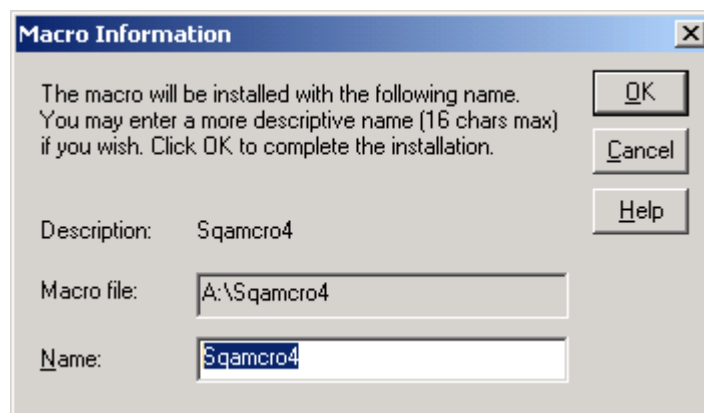 Macro Information
The macro will be installed with the following name.
You may enter a more descriptive name (16 chars max)
if you wish. Click OK to complete the installation.
OK
Cancel
Help
Description: Sqamcro4
Macro file: A:\Sqamcro4
Name: Sqamcro4